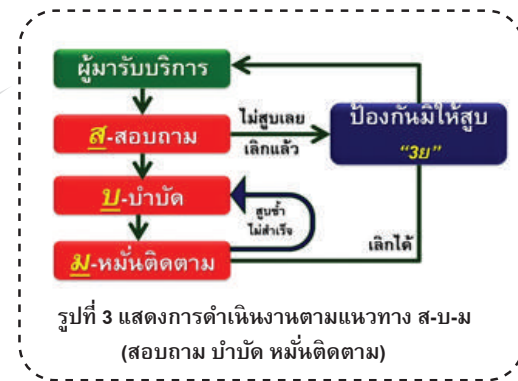 ผู้มารับบริการ
ส-สอบถาม
ไม่สูบเลย
เลิกแล้ว
ป้องกันมิให้สูบ
“3ย”
บ-บำบัด
สูบซ้ำ
ไม่สำเร็จ
ม-หมั่นติดตาม
เลิกได้
รูปที่ 3 แสดงการดำเนินงานตามแนวทาง ส-บ-ม
(สอบถาม บำบัด หมั่นติดตาม)